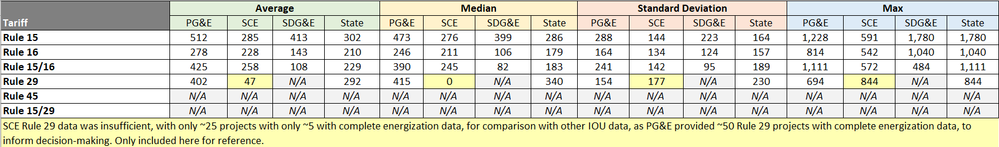 Average Median Standard Deviation Max
Tariff PG&E SCE SDG&E State PG&E SCE SDG&E State PG&E SCE SDG&E State PG&E SCE SDG&E State
Rule 15 512 285 413 302 473 276 399 286 288 144 223 164 1,228 591 1,780 1,780
Rule 16 278 228 143 210 246 211 106 179 164 134 124 157 814 542 1,040 1,040
Rule 15/16 425 258 108 229 390 245 82 183 241 142 95 189 1,111 572 484 1,111
Rule 29 402 47 N/A 292 415 0 N/A 340 154 177 N/A 230 694 844 N/A 844
Rule 45 N/A N/A N/A N/A N/A N/A N/A N/A N/A N/A N/A N/A N/A N/A N/A N/A
Rule 15/29 N/A N/A N/A N/A N/A N/A N/A N/A N/A N/A N/A N/A N/A N/A N/A N/A
SCE Rule 29 data was insufficient, with only ~25 projects with only ~5 with complete energization data, for comparison with other IOU data, as PG&E provided ~50 Rule 29 projects with complete energization data, to
inform decision-making. Only included here for reference.